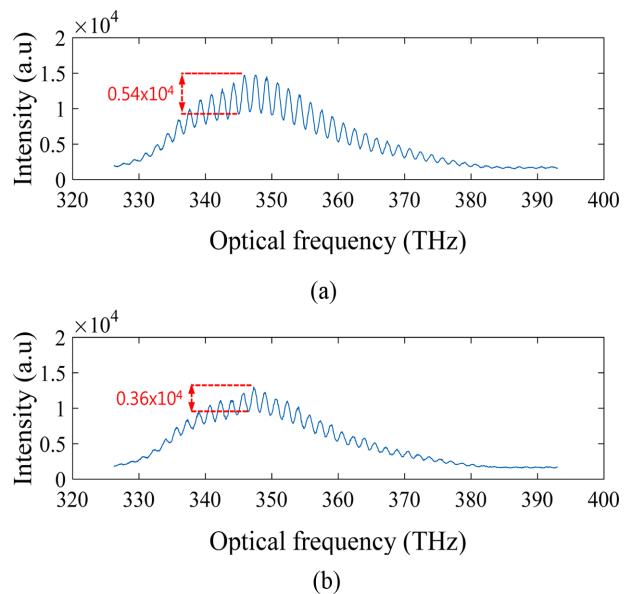 ×10⁴
Intensity (a.u)
2
1.5
1
0.5
0
0.54x10⁴
320 330 340 350 360 370 380 390 400
Optical frequency (THz)
(a)
×10⁴
Intensity (a.u)
2
1.5
1
0.5
0
0.36x10⁴
320 330 340 350 360 370 380 390 400
Optical frequency (THz)
(b)